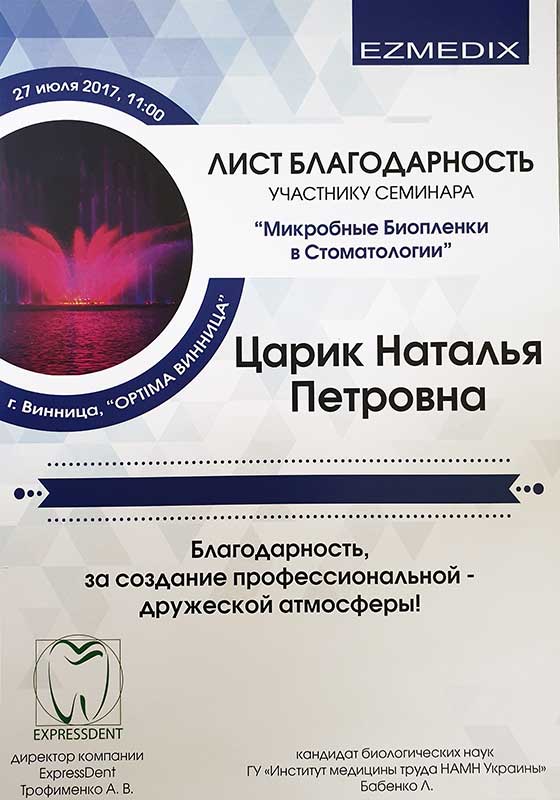 EZMEDIX
27 июля 2017, 11:00
ЛИСТ БЛАГОДАРНОСТЬ
УЧАСТНИКУ СЕМИНАРА
“Микробные Биопленки
в Стоматологии”
г. Винница, “OPTIMA ВИННИЦА”
Царик Наталья
Петровна
Благодарность,
за создание профессиональной -
дружеской атмосферы!
EXPRESSDENT
директор компании
ExpressDent
Трофименко А. В.
кандидат биологических наук
ГУ «Институт медицины труда НАМН Украины»
Бабенко Л.